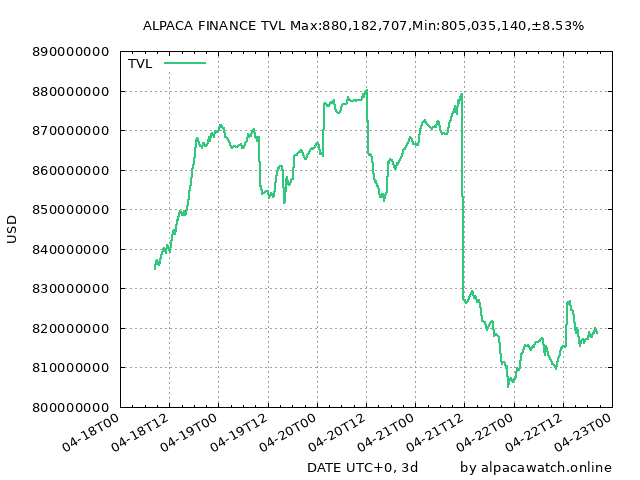 ALPACA FINANCE TVL Max:880,182,707,Min:805,035,140,±8.53%
TVL
890000000
880000000
870000000
860000000
850000000
840000000
830000000
820000000
810000000
800000000
USD
04-18T00
04-18T12
04-19T00
04-19T12
04-20T00
04-20T12
04-21T00
04-21T12
04-22T00
04-22T12
04-23T00
DATE UTC+0, 3d
by alpacawatch.online